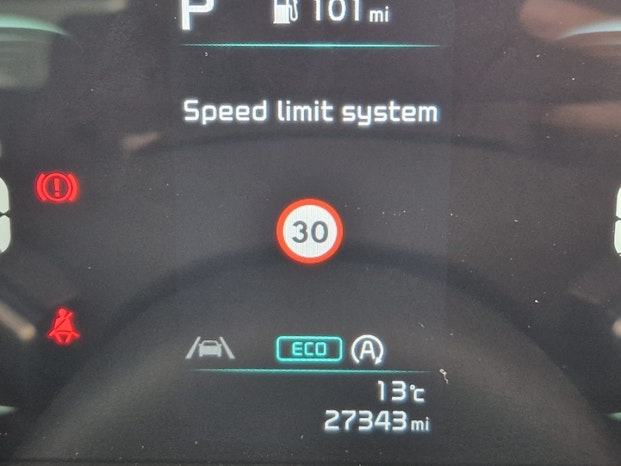 P 101 mi
Speed limit system
30
ECO A
13°C
27343 mi